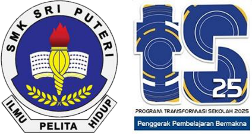 SMK SRI PUTERI
ILMU PELITA HIDUP
tS
25
PROGRAM TRANSFORMASI SEKOLAH 2025
Penggerak Pembelajaran Bermakna